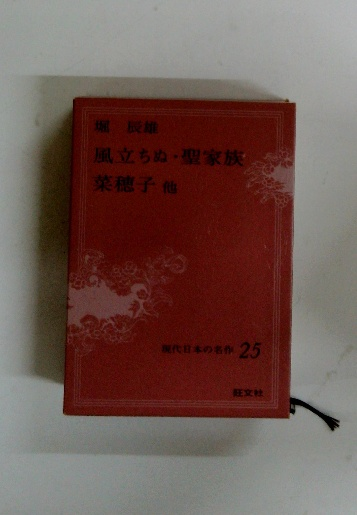 堀 辰雄
風立ちぬ・聖家族
菜穂子 他
現代日本の名作 25
旺文社